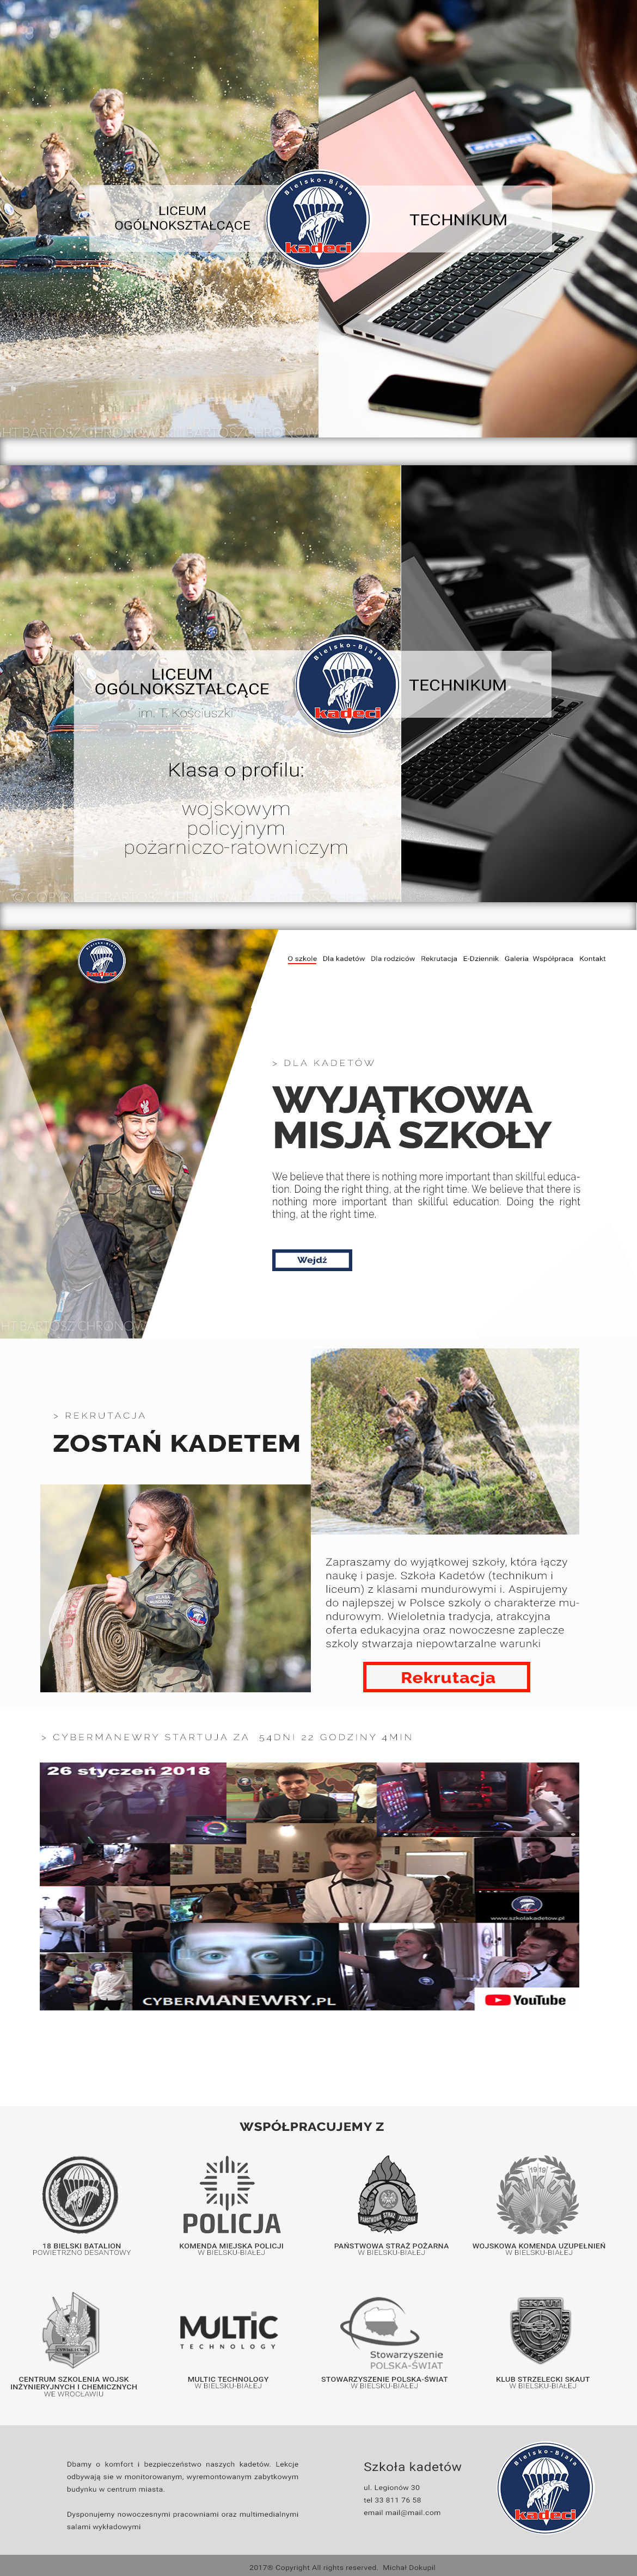 LICEUM
OGÓLNOKSZTAŁCĄCE
Bielsko-Biała
kadeci
TECHNIKUM
LICEUM
OGÓLNOKSZTAŁCĄCE
im. T. Kościuszki
Bielsko-Biała
kadeci
TECHNIKUM
Klasa o profilu:
wojskowym
policyjnym
pożarniczo-ratowniczym
Bielsko-Biała
kadeci
O szkole Dla kadetów Dla rodziców Rekrutacja E-Dziennik Galeria Współpraca Kontakt
> DLA KADETÓW
WYJĄTKOWA
MISJA SZKOŁY
We believe that there is nothing more important than skillful educa-
tion. Doing the right thing, at the right time. We believe that there is
nothing more important than skillful education. Doing the right
thing, at the right time.
Wejdź
> REKRUTACJA
ZOSTAŃ KADETEM
Zapraszamy do wyjątkowej szkoły, która łączy
naukę i pasje. Szkoła Kadetów (technikum i
liceum) z klasami mundurowymi i. Aspirujemy
do najlepszej w Polsce szkoly o charakterze mu-
ndurowym. Wieloletnia tradycja, atrakcyjna
oferta edukacyjna oraz nowoczesne zaplecze
szkoly stwarzaja niepowtarzalne warunki
Rekrutacja
> CYBERMANEWRY STARTUJA ZA 54DNI 22 GODZINY 4MIN
26 styczeń 2018
www.szkolakadetow.pl
CYBERMANEWRY.PL
YouTube
WSPÓŁPRACUJEMY Z
POLICJA
1918
WKU
18 BIELSKI BATALION
POWIETRZNO DESANTOWY
KOMENDA MIEJSKA POLICJI
W BIELSKU-BIAŁEJ
PAŃSTWOWA STRAŻ POŻARNA
W BIELSKU-BIAŁEJ
WOJSKOWA KOMENDA UZUPEŁNIEŃ
W BIELSKU-BIAŁEJ
MULTIC
TECHNOLOGY
Stowarzyszenie
POLSKA-ŚWIAT
SKAUT
CENTRUM SZKOLENIA WOJSK
INŻYNIERYJNYCH I CHEMICZNYCH
WE WROCŁAWIU
MULTIC TECHNOLOGY
W BIELSKU-BIAŁEJ
STOWARZYSZENIE POLSKA-ŚWIAT
W BIELSKU-BIAŁEJ
KLUB STRZELECKI SKAUT
W BIELSKU-BIAŁEJ
Dbamy o komfort i bezpieczeństwo naszych kadetów. Lekcje
odbywają sie w monitorowanym, wyremontowanym zabytkowym
budynku w centrum miasta.
Dysponujemy nowoczesnymi pracowniami oraz multimedialnymi
salami wykładowymi
Szkoła kadetów
ul. Legionów 30
tel 33 811 76 58
email mail@mail.com
Bielsko-Biała
kadeci
2017® Copyright All rights reserved. Michał Dokupil